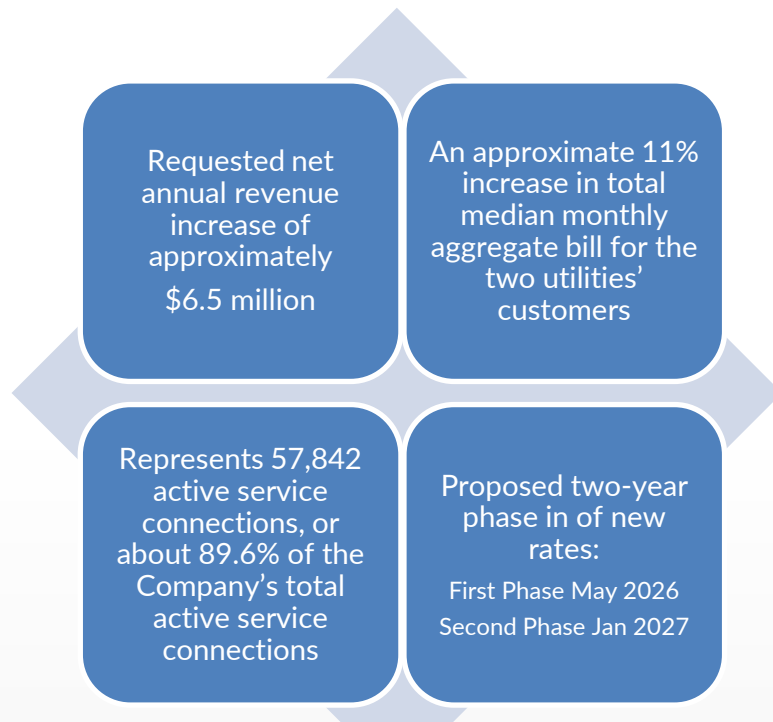 Requested net
annual revenue
increase of
approximately
$6.5 million
An approximate 11%
increase in total
median monthly
aggregate bill for the
two utilities’
customers
Represents 57,842
active service
connections, or
about 89.6% of the
Company’s total
active service
connections
Proposed two-year
phase in of new
rates:
First Phase May 2026
Second Phase Jan 2027